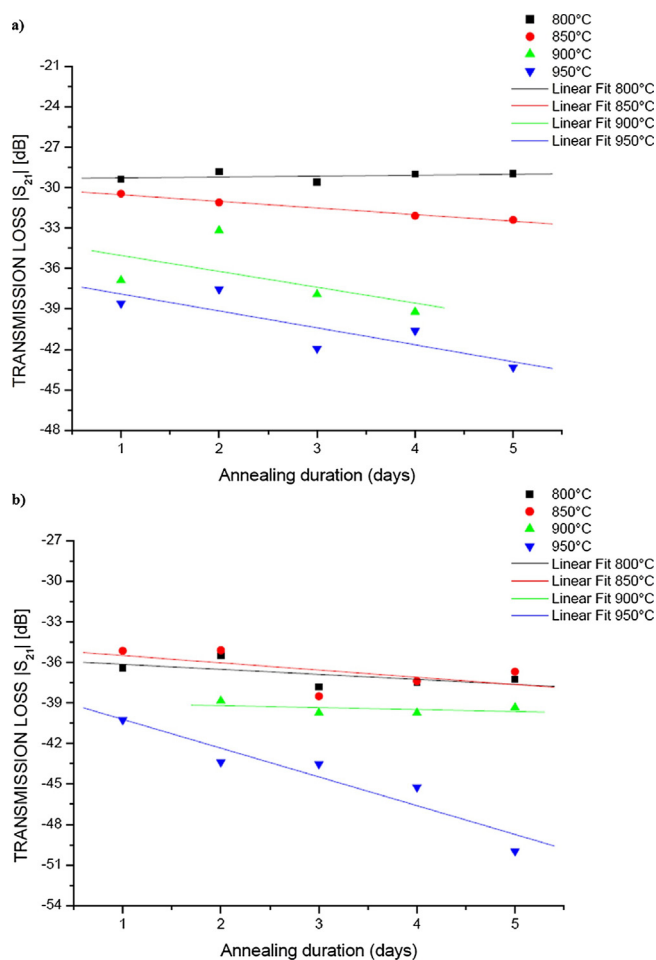 a)
800°C
850°C
900°C
950°C
Linear Fit 800°C
Linear Fit 850°C
Linear Fit 900°C
Linear Fit 950°C
TRANSMISSION LOSS |S21| [dB]
-21
-24
-27
-30
-33
-36
-39
-42
-45
-48
1 2 3 4 5
Annealing duration (days)
b)
800°C
850°C
900°C
950°C
Linear Fit 800°C
Linear Fit 850°C
Linear Fit 900°C
Linear Fit 950°C
TRANSMISSION LOSS |S21| [dB]
-27
-30
-33
-36
-39
-42
-45
-48
-51
-54
1 2 3 4 5
Annealing duration (days)